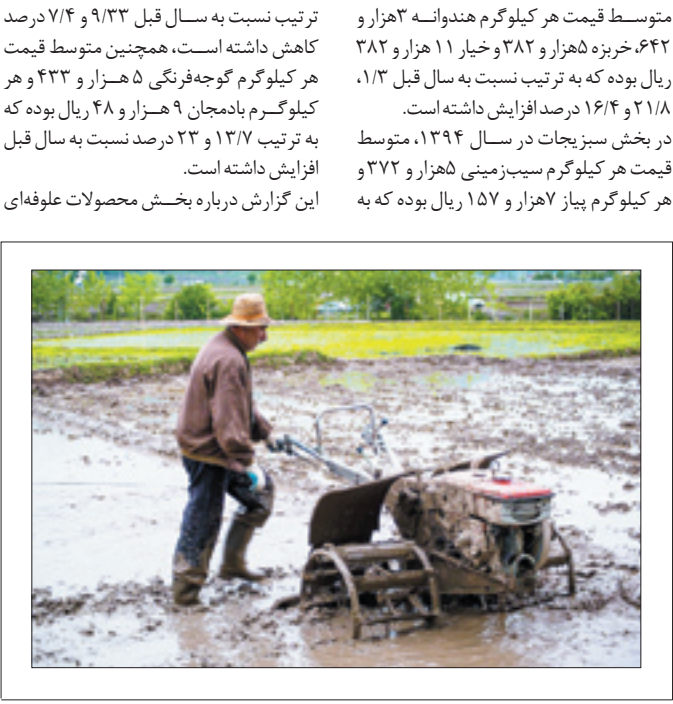 متوسط قیمت هر کیلوگرم هندوانه ۳هزار و
۶۴۲، خربزه ۵هزار و ۳۸۲ و خیار ۱۱ هزار و ۳۸۲
ریال بوده که به ترتیب نسبت به سال قبل ۱/۳،
۲۱/۸ و ۱۶/۴ درصد افزایش داشته است.
در بخش سبزیجات در سال ۱۳۹۴، متوسط
قیمت هر کیلوگرم سیب‌زمینی ۵هزار و ۳۷۲ و
هر کیلوگرم پیاز ۷هزار و ۱۵۷ ریال بوده که به
ترتیب نسبت به سال قبل ۹/۳۳ و ۷/۴ درصد
کاهش داشته است، همچنین متوسط قیمت
هر کیلوگرم گوجه‌فرنگی ۵ هزار و ۴۳۳ و هر
کیلوگرم بادمجان ۹ هزار و ۴۸ ریال بوده که
به ترتیب ۱۳/۷ و ۲۳ درصد نسبت به سال قبل
افزایش داشته است.
این گزارش درباره بخش محصولات علوفه‌ای